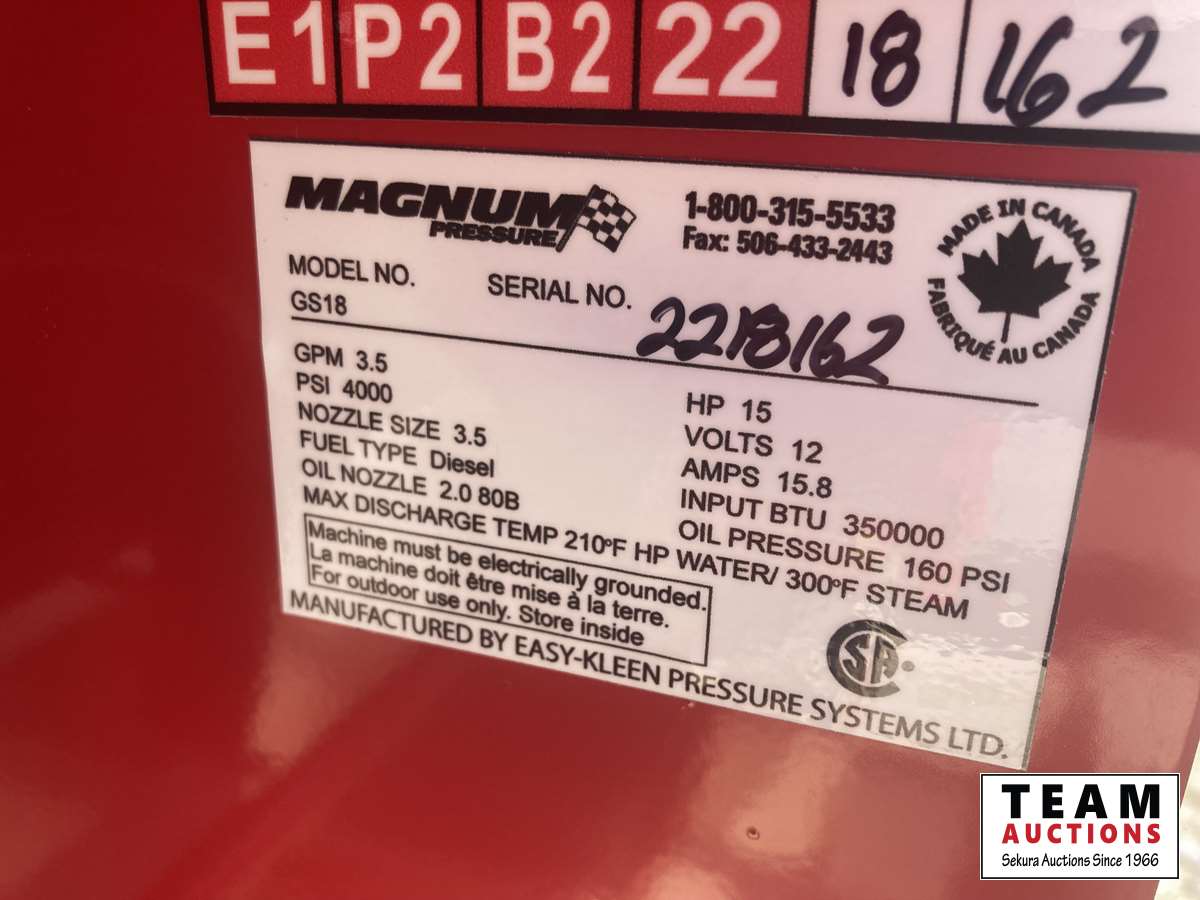 E1 P2 B2 22 18 162
MAGNUM
PRESSURE
1-800-315-5533
Fax: 506-433-2443
MADE IN CANADA
FABRIQUÉ AU CANADA
MODEL NO.
GS18
SERIAL NO. 2218162
GPM 3.5
PSI 4000
NOZZLE SIZE 3.5
FUEL TYPE Diesel
OIL NOZZLE 2.0 80B
HP 15
VOLTS 12
AMPS 15.8
INPUT BTU 350000
OIL PRESSURE 160 PSI
MAX DISCHARGE TEMP 210ºF HP WATER/ 300ºF STEAM
Machine must be electrically grounded.
La machine doit être mise à la terre.
For outdoor use only. Store inside
CSA
MANUFACTURED BY EASY-KLEEN PRESSURE SYSTEMS LTD.
TEAM
AUCTIONS
Sekura Auctions Since 1966